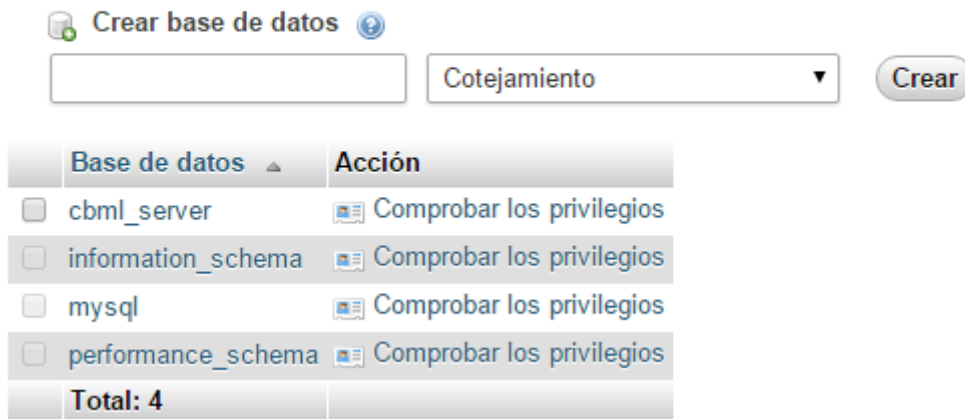 Crear base de datos
Cotejamiento Crear
Base de datos Acción
cbml_server Comprobar los privilegios
information_schema Comprobar los privilegios
mysql Comprobar los privilegios
performance_schema Comprobar los privilegios
Total: 4